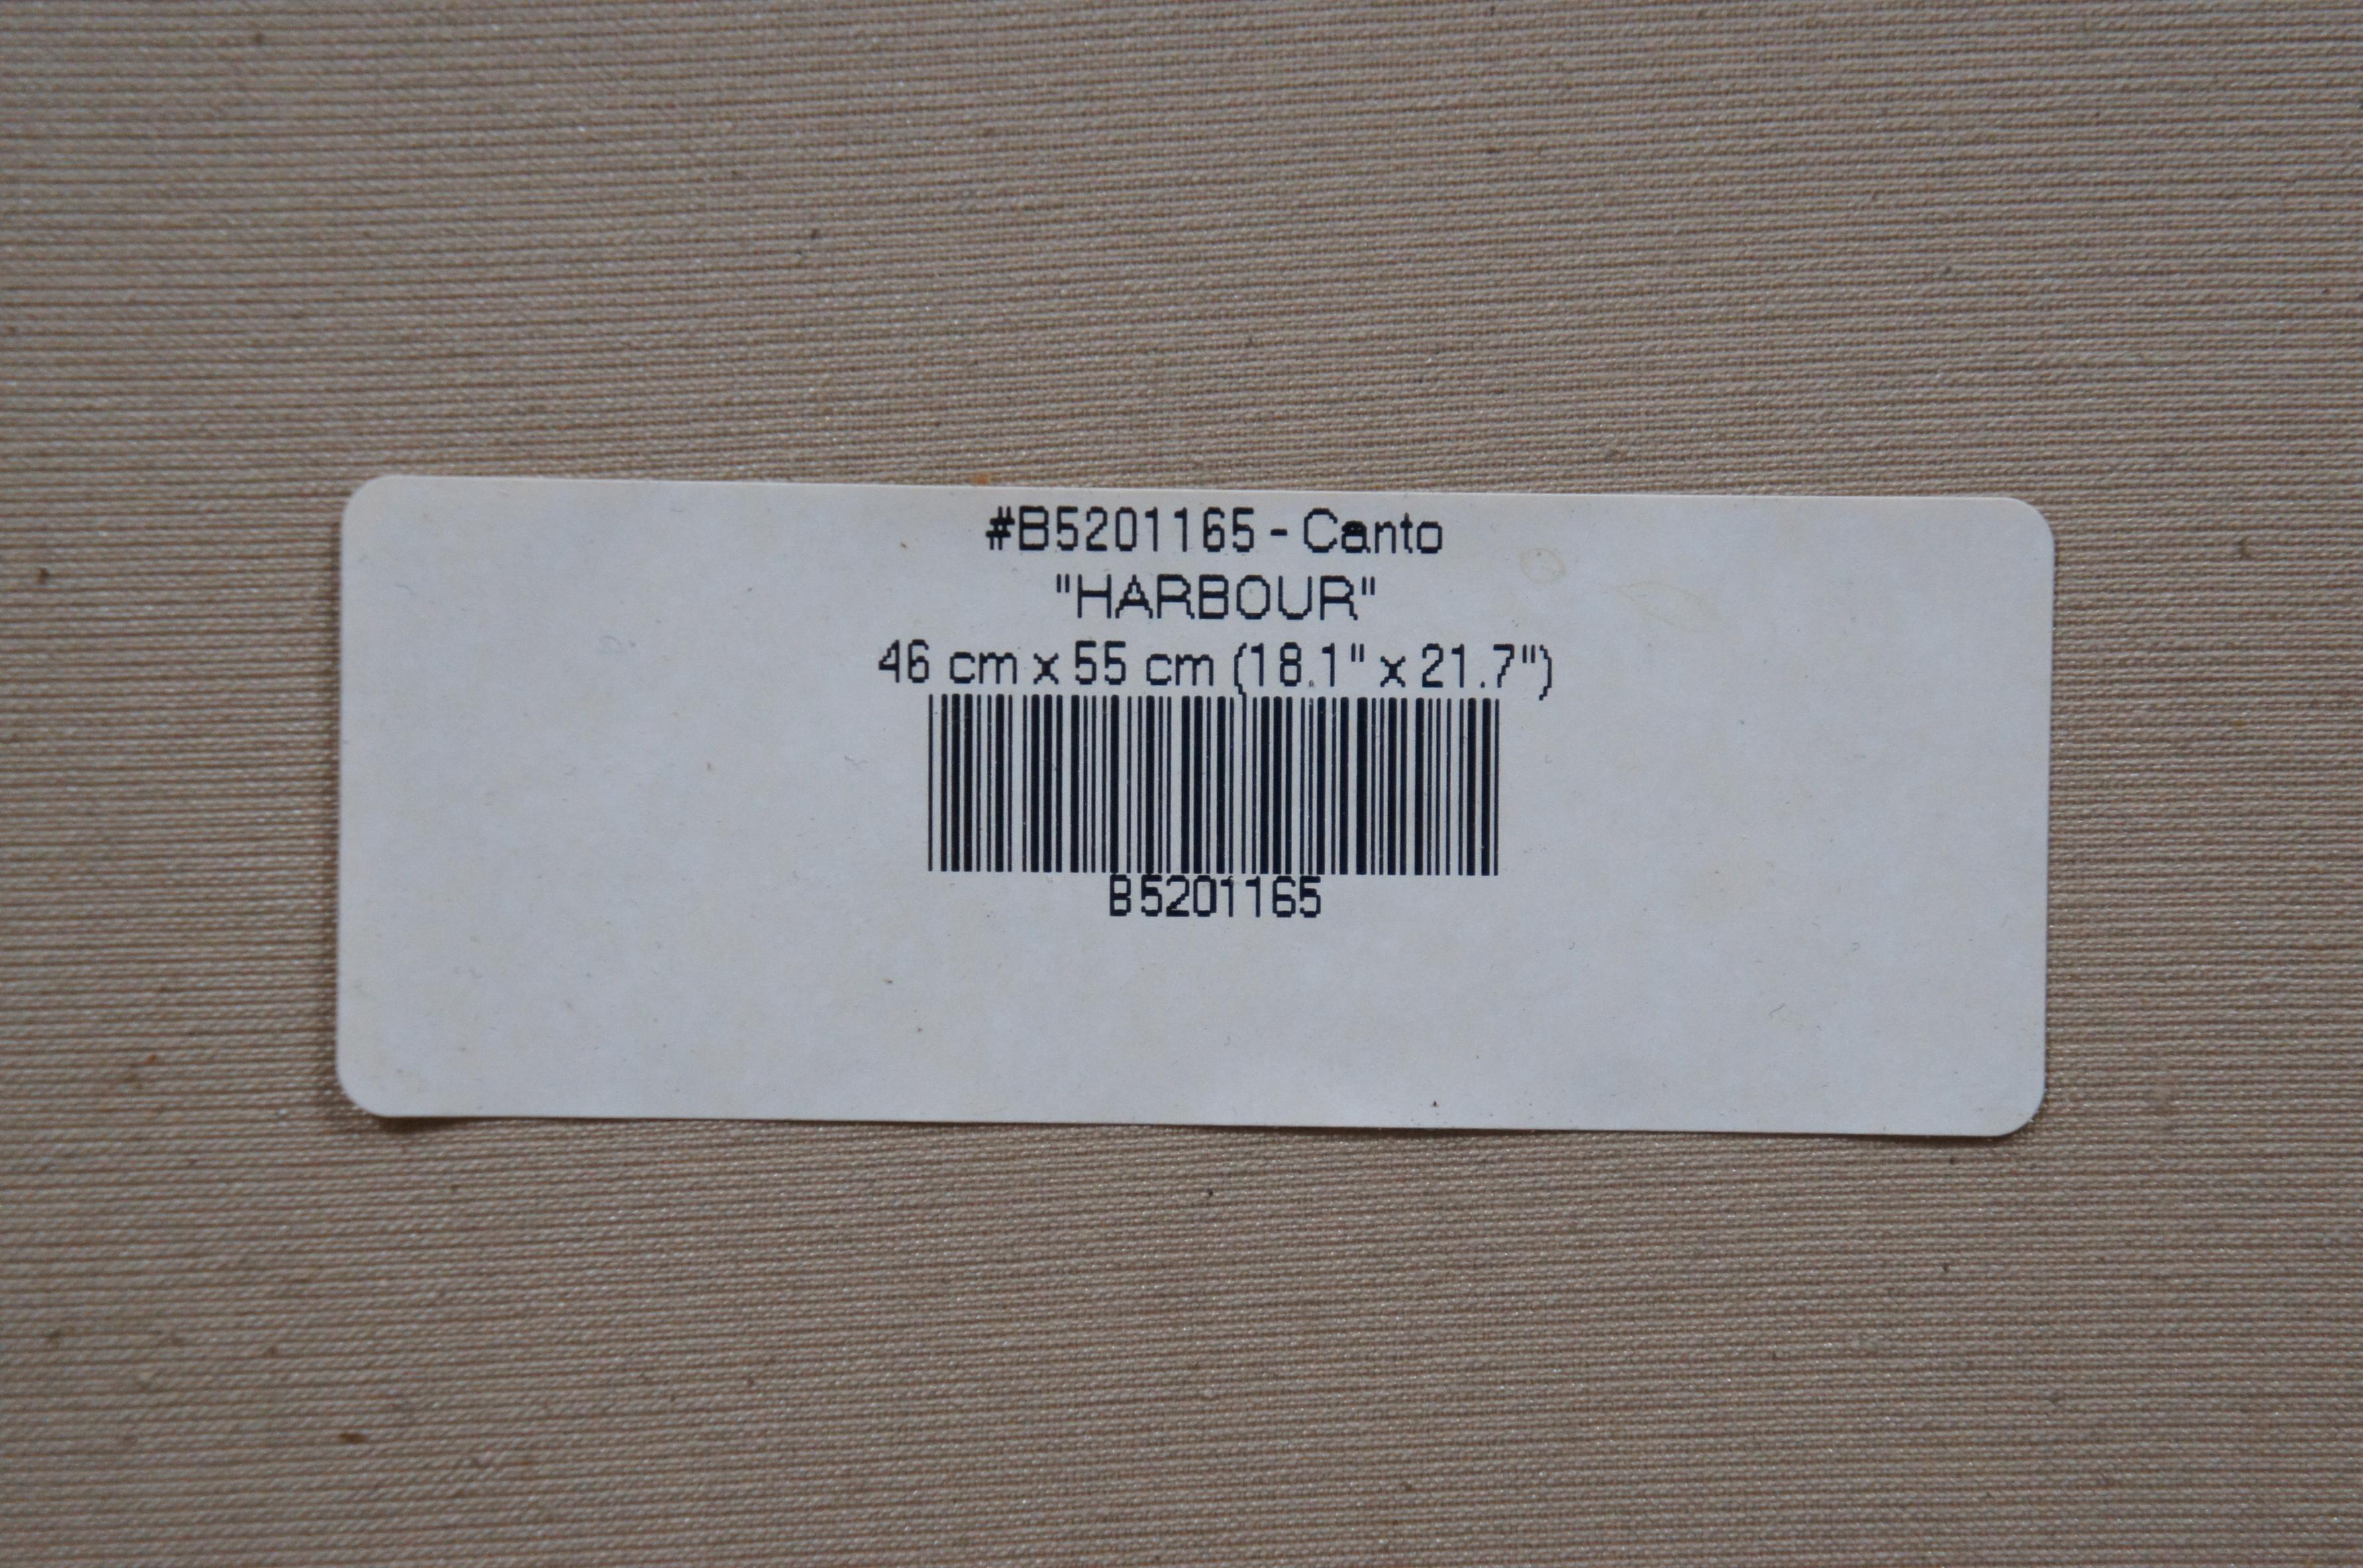 #B5201165 - Canto
"HARBOUR"
46 cm x 55 cm (18.1" x 21.7")
B5201165